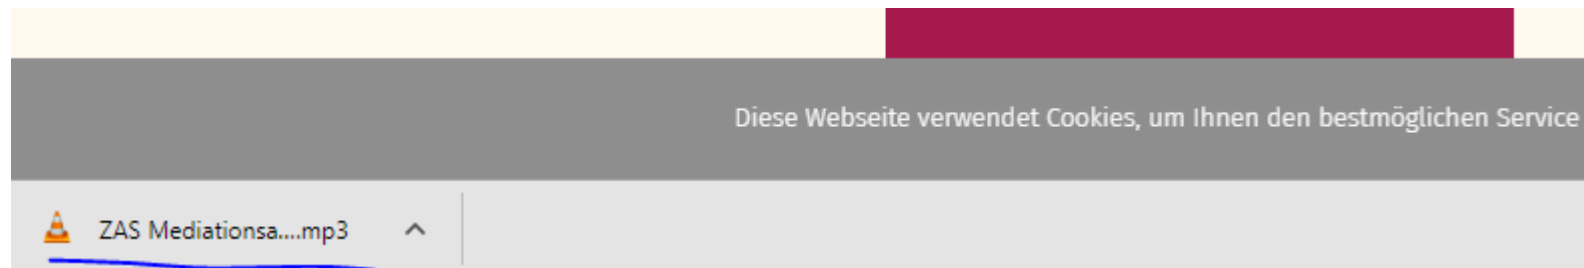 Diese Webseite verwendet Cookies, um Ihnen den bestmöglichen Service
ZAS Mediationsa....mp3